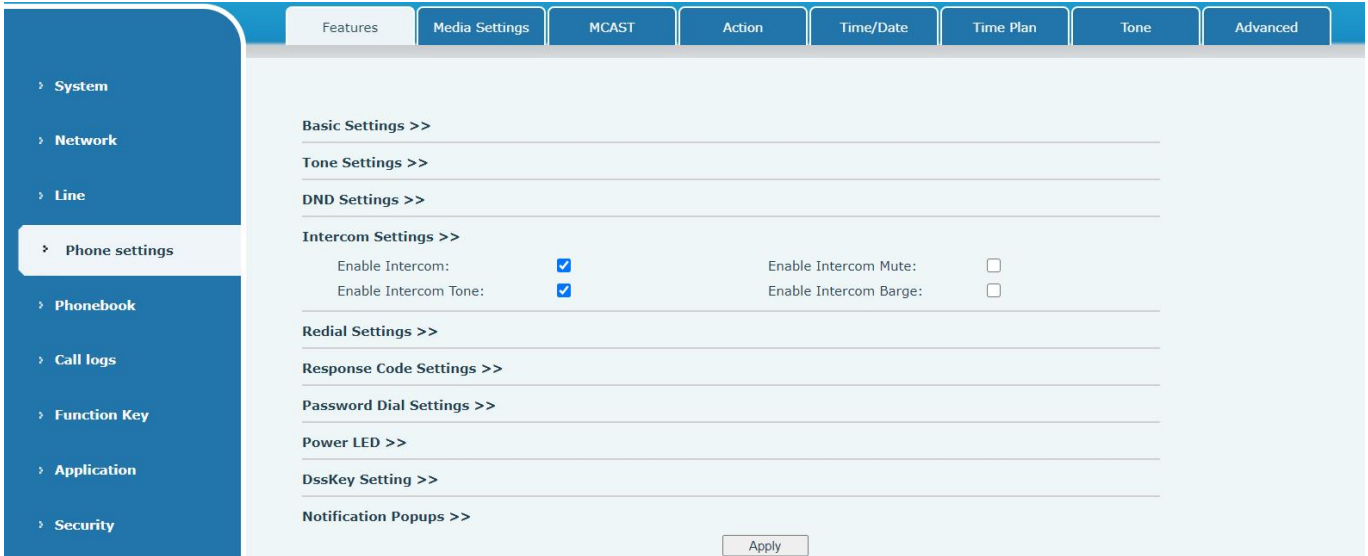 Features Media Settings MCAST Action Time/Date Time Plan Tone Advanced
System
Network
Line
Phone settings
Phonebook
Call logs
Function Key
Application
Security
Basic Settings >>
Tone Settings >>
DND Settings >>
Intercom Settings >>
Enable Intercom: Enable Intercom Mute:
Enable Intercom Tone: Enable Intercom Barge:
Redial Settings >>
Response Code Settings >>
Password Dial Settings >>
Power LED >>
DssKey Setting >>
Notification Popups >>
Apply